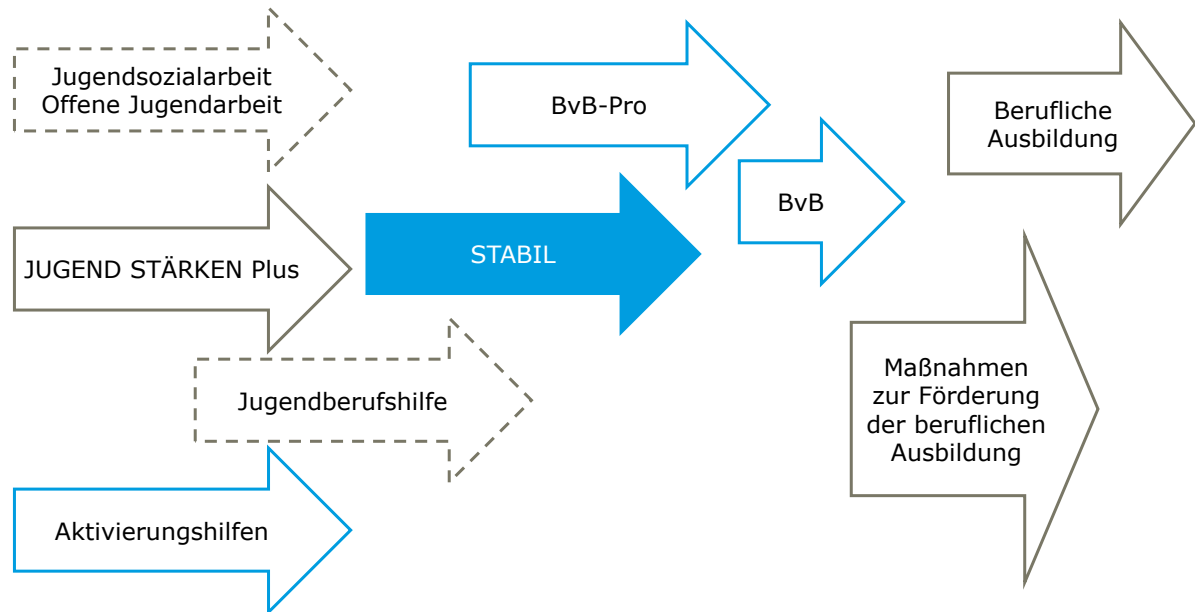 Jugendsozialarbeit
Offene Jugendarbeit
BvB-Pro
Berufliche
Ausbildung
BvB
JUGEND STÄRKEN Plus
STABIL
Jugendberufshilfe
Maßnahmen
zur Förderung
der beruflichen
Ausbildung
Aktivierungshilfen